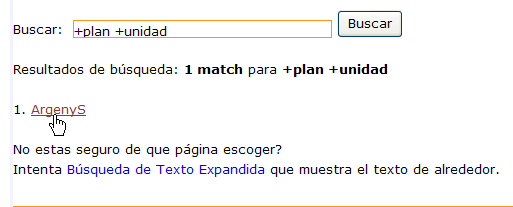 Buscar: +plan +unidad Buscar
Resultados de búsqueda: 1 match para +plan +unidad
1. ArgenyS
No estas seguro de que página escoger?
Intenta Búsqueda de Texto Expandida que muestra el texto de alrededor.